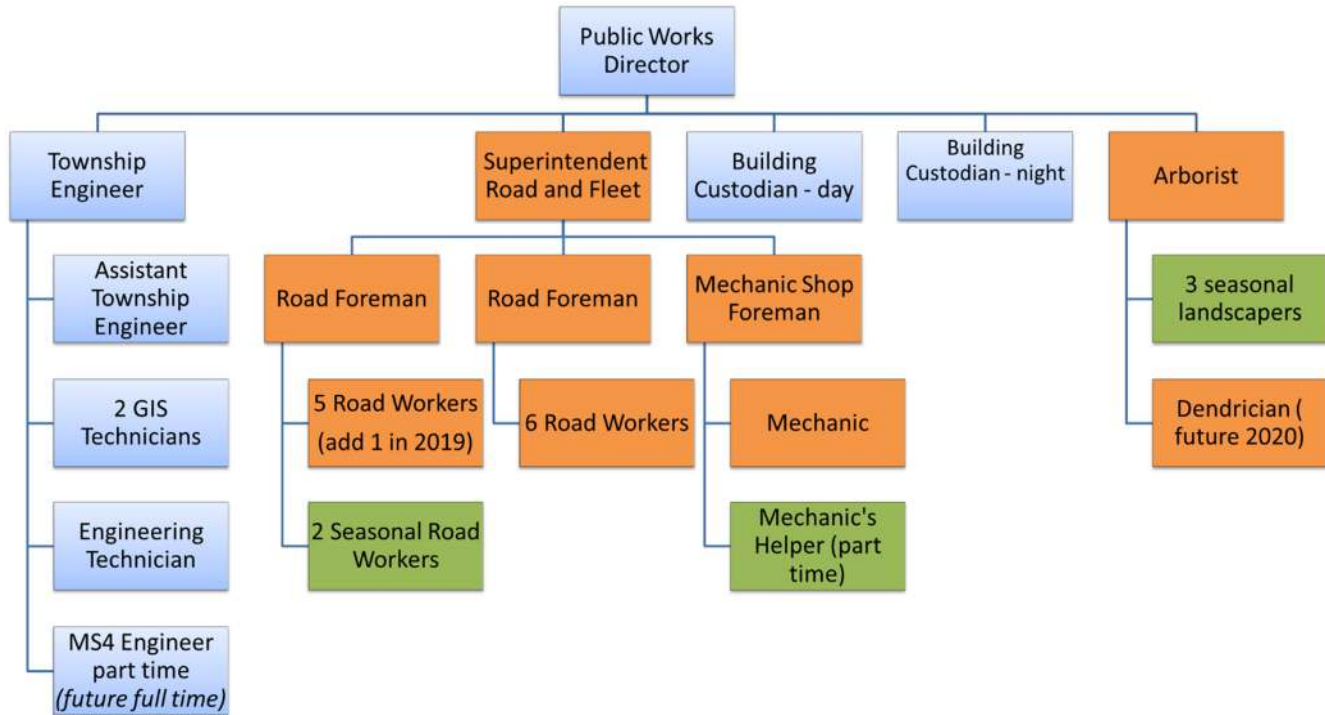 Public Works
Director
Township
Engineer
Superintendent
Road and Fleet
Building
Custodian - day
Building
Custodian - night
Arborist
Assistant
Township
Engineer
2 GIS
Technicians
Engineering
Technician
MS4 Engineer
part time
(future full time)
Road Foreman
5 Road Workers
(add 1 in 2019)
2 Seasonal Road
Workers
Road Foreman
6 Road Workers
Mechanic Shop
Foreman
Mechanic
Mechanic's
Helper (part
time)
3 seasonal
landscapers
Dendrician (
future 2020)